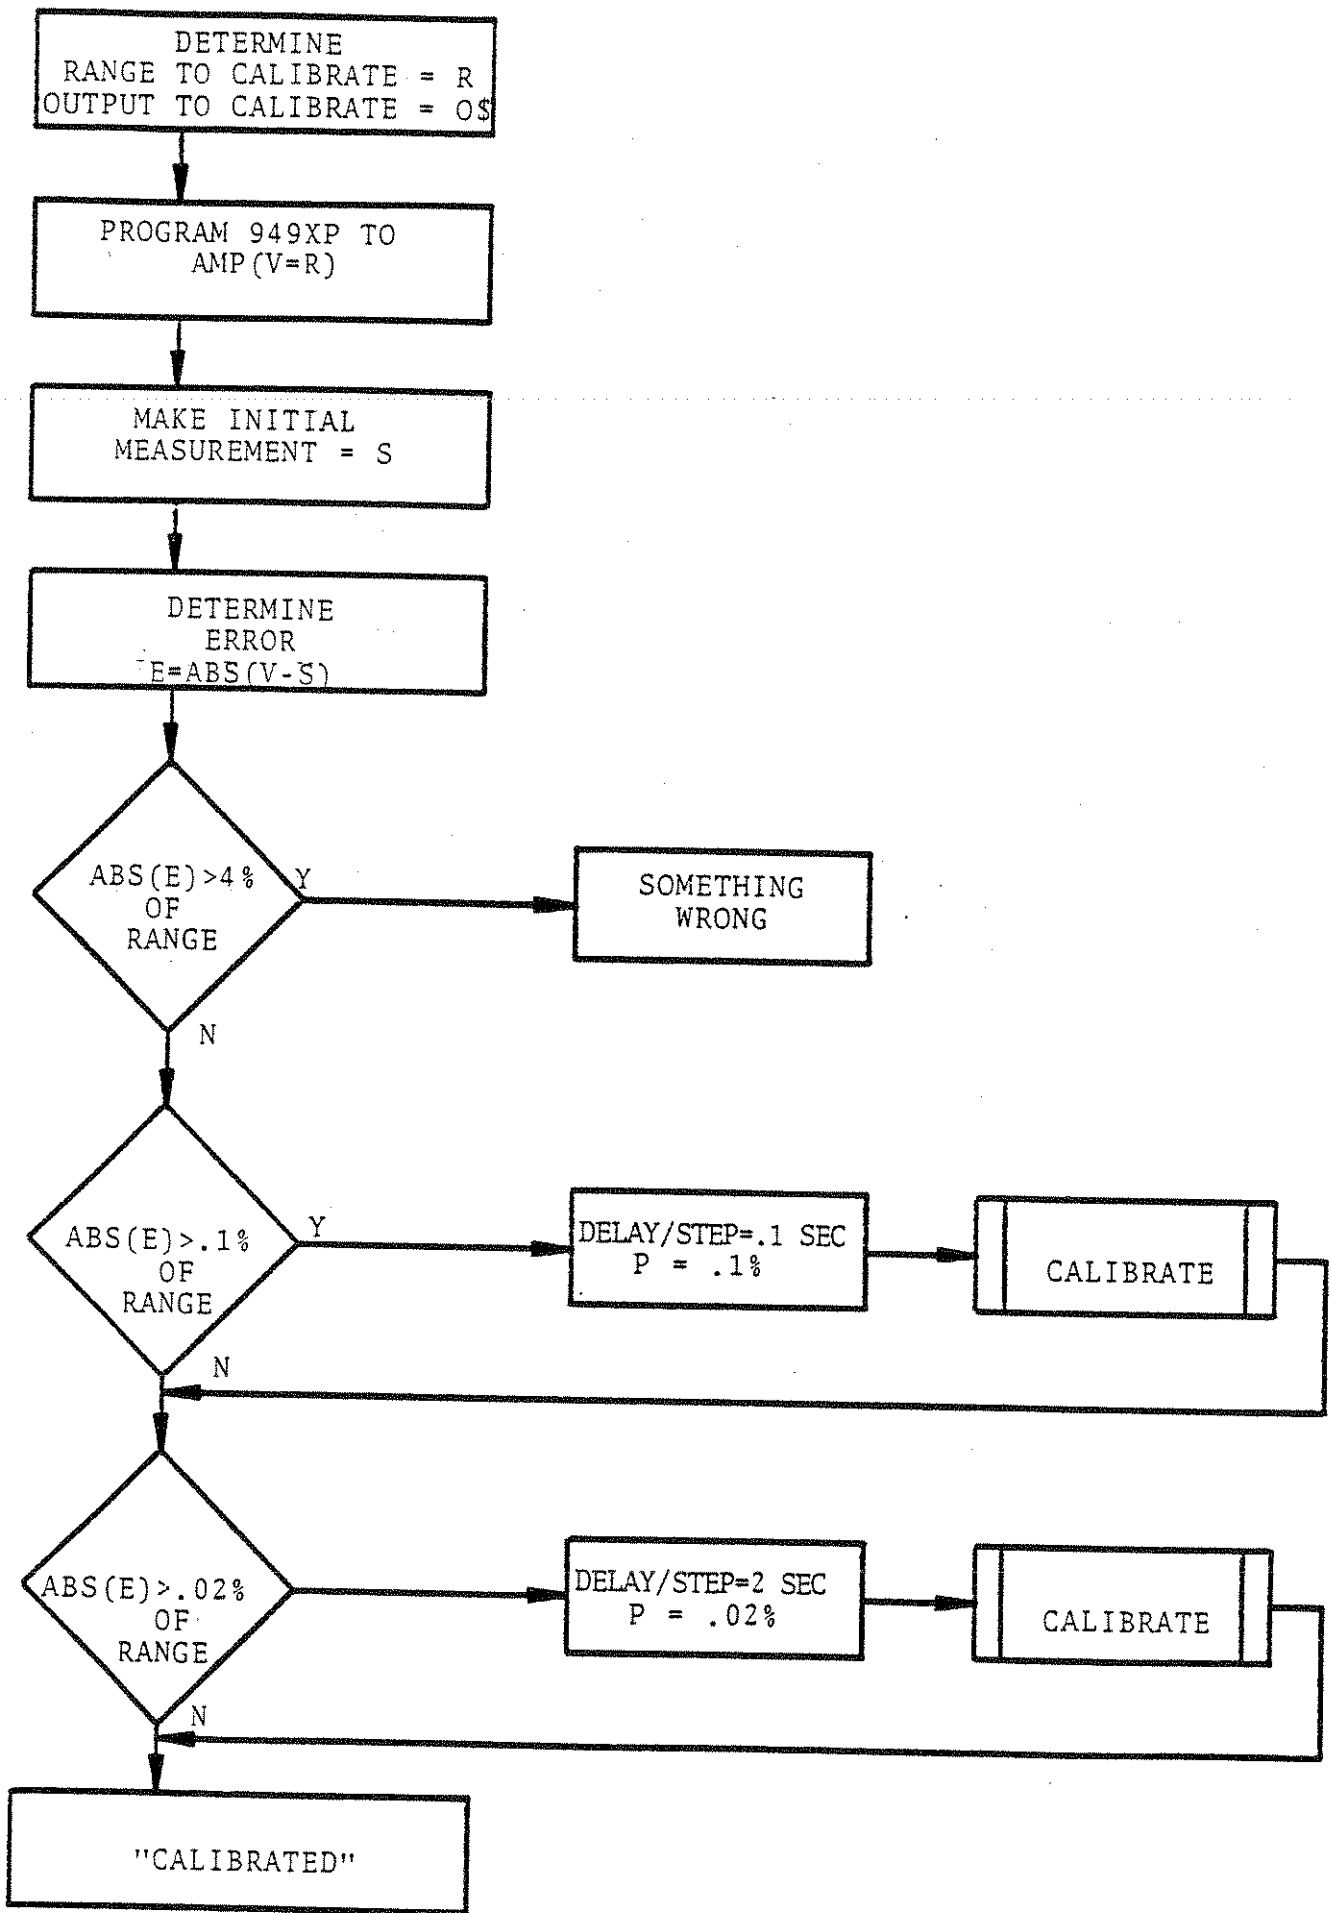 DETERMINE
RANGE TO CALIBRATE = R
OUTPUT TO CALIBRATE = O$
PROGRAM 949XP TO
AMP(V=R)
MAKE INITIAL
MEASUREMENT = S
DETERMINE
ERROR
E=ABS(V-S)
ABS(E)>4%
OF
RANGE
Y
SOMETHING
WRONG
N
ABS(E)>.1%
OF
RANGE
Y
DELAY/STEP=.1 SEC
P = .1%
CALIBRATE
N
ABS(E)>.02%
OF
RANGE
DELAY/STEP=2 SEC
P = .02%
CALIBRATE
N
"CALIBRATED"